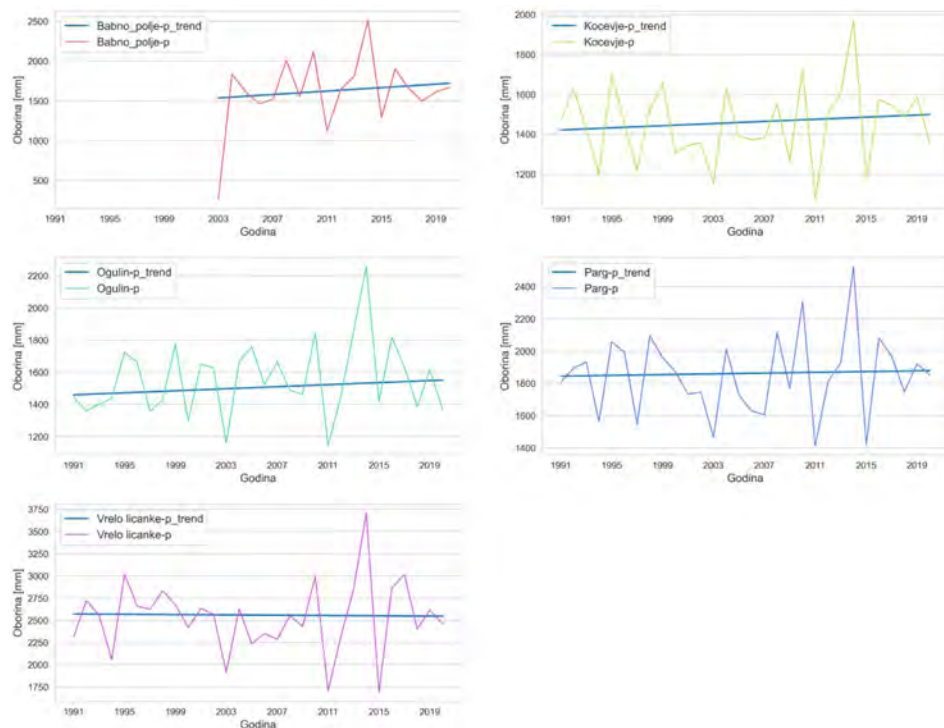 Babno_polje-p_trend
Babno_polje-p
Oborina [mm]
2500
2000
1500
1000
500
1991 1995 1999 2003 2007 2011 2015 2019
Godina
Kocevje-p_trend
Kocevje-p
Oborina [mm]
2000
1800
1600
1400
1200
1991 1995 1999 2003 2007 2011 2015 2019
Godina
Ogulin-p_trend
Ogulin-p
Oborina [mm]
2200
2000
1800
1600
1400
1200
1991 1995 1999 2003 2007 2011 2015 2019
Godina
Parg-p_trend
Parg-p
Oborina [mm]
2400
2200
2000
1800
1600
1400
1991 1995 1999 2003 2007 2011 2015 2019
Godina
Vrelo licanke-p_trend
Vrelo licanke-p
Oborina [mm]
3750
3500
3250
3000
2750
2500
2250
2000
1750
1991 1995 1999 2003 2007 2011 2015 2019
Godina